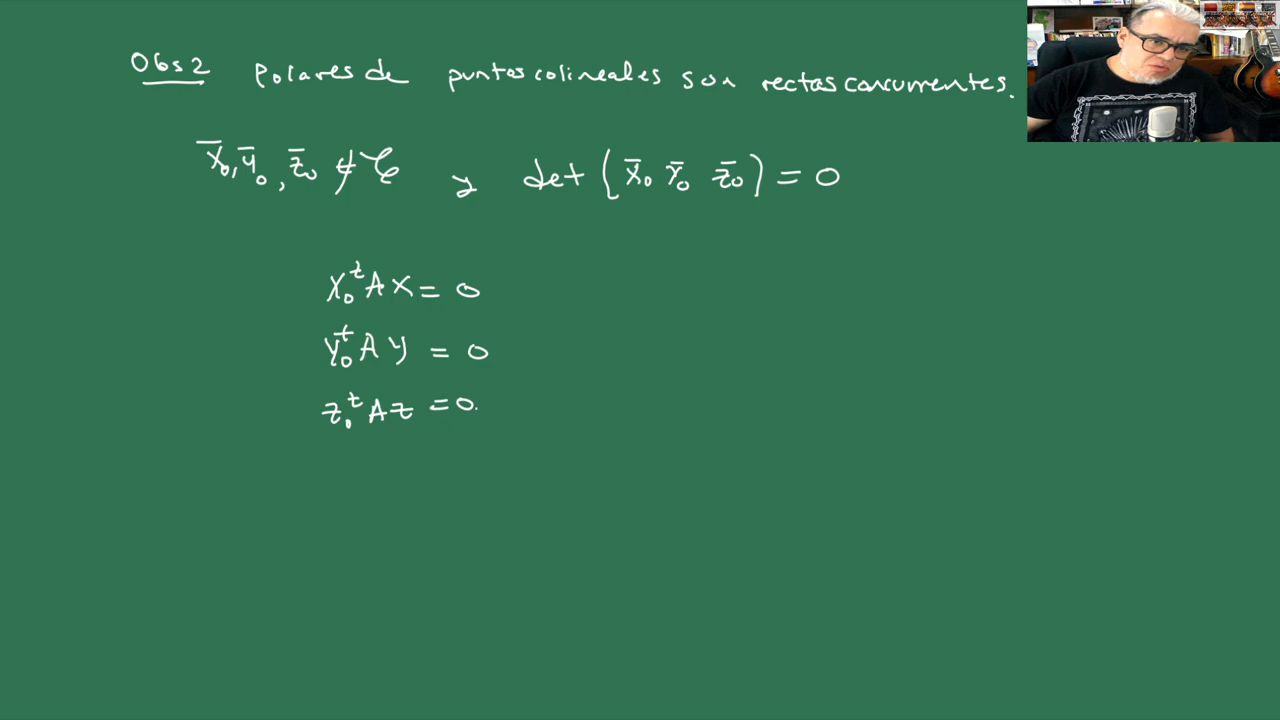 Obs 2 Polares de puntos colineales son rectas concurrentes.
X̄₀, Ȳ₀, Z̄₀ ∉ 𝒞 y det (X̄₀ Ȳ₀ Z̄₀) = 0
X₀ᵗ A X = 0
Y₀ᵗ A Y = 0
Z₀ᵗ A Z = 0.